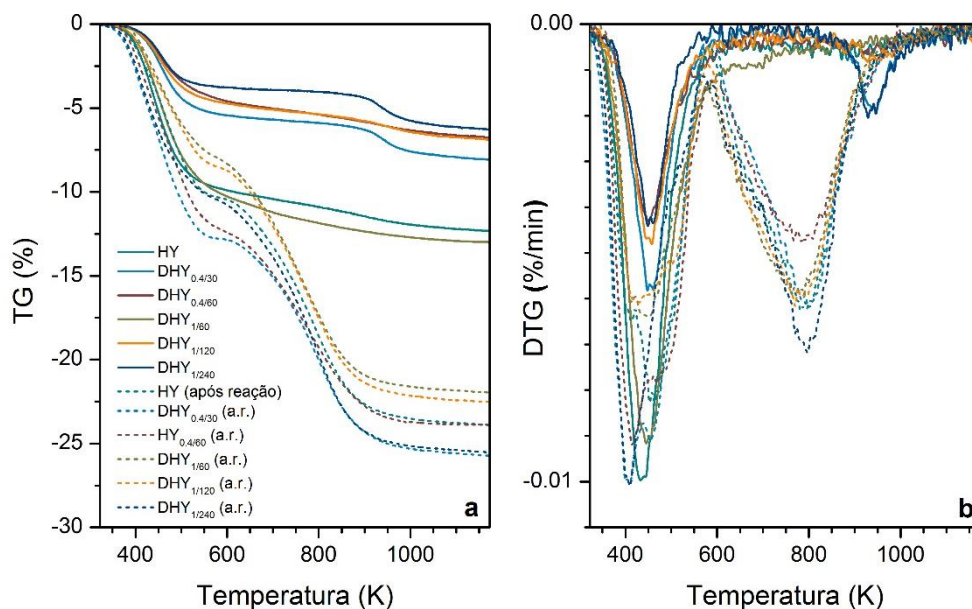 0
-5
-10
-15
-20
-25
-30
TG (%)
HY
DHY0.4/30
DHY0.4/60
DHY1/60
DHY1/120
DHY1/240
HY (após reação)
DHY0.4/30 (a.r.)
HY0.4/60 (a.r.)
DHY1/60 (a.r.)
DHY1/120 (a.r.)
DHY1/240 (a.r.)
a
400 600 800 1000
Temperatura (K)
0.00
-0.01
DTG (%/min)
b
400 600 800 1000
Temperatura (K)